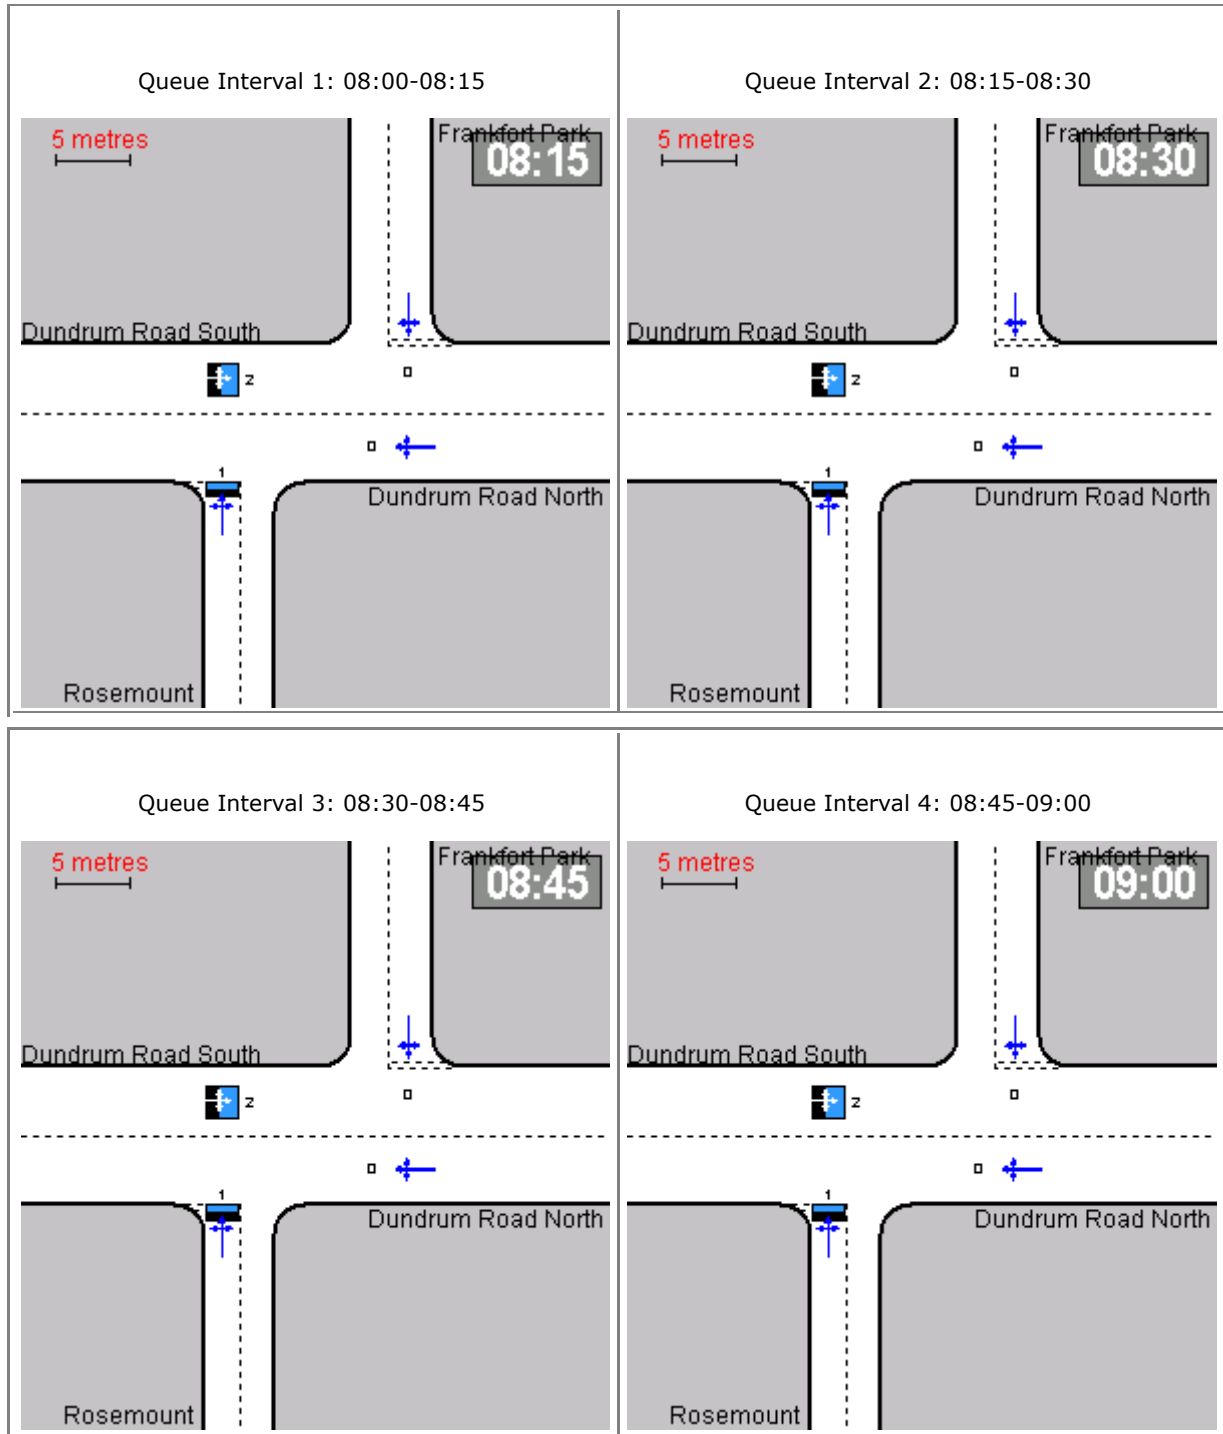 Queue Interval 1: 08:00-08:15
5 metres
Frankfort Park
08:15
Dundrum Road South
2
1
Dundrum Road North
Rosemount
Queue Interval 2: 08:15-08:30
5 metres
Frankfort Park
08:30
Dundrum Road South
2
1
Dundrum Road North
Rosemount
Queue Interval 3: 08:30-08:45
5 metres
Frankfort Park
08:45
Dundrum Road South
2
1
Dundrum Road North
Rosemount
Queue Interval 4: 08:45-09:00
5 metres
Frankfort Park
09:00
Dundrum Road South
2
1
Dundrum Road North
Rosemount